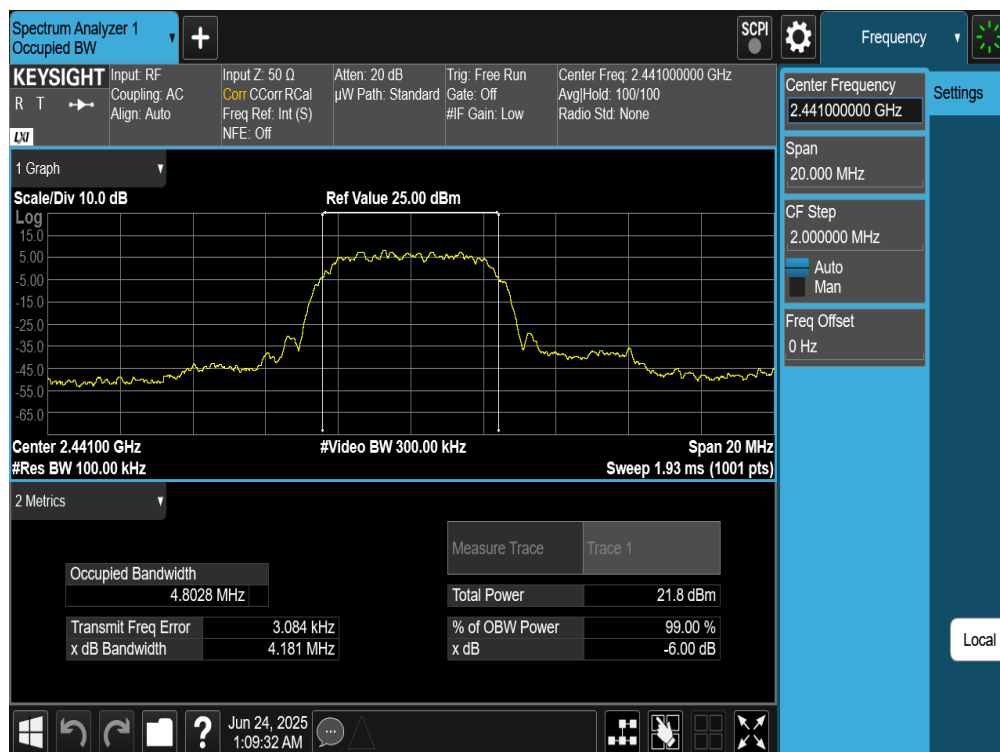 Spectrum Analyzer 1
Occupied BW
+
SCPI
Frequency
KEYSIGHT
R T
LXI
Input: RF
Coupling: AC
Align: Auto
Input Z: 50 Ω
Corr CCorr RCal
Freq Ref: Int (S)
NFE: Off
Atten: 20 dB
µW Path: Standard
Trig: Free Run
Gate: Off
#IF Gain: Low
Center Freq: 2.441000000 GHz
Avg|Hold: 100/100
Radio Std: None
1 Graph
Scale/Div 10.0 dB
Ref Value 25.00 dBm
Log
15.0
5.00
-5.00
-15.0
-25.0
-35.0
-45.0
-55.0
-65.0
Center 2.44100 GHz
#Video BW 300.00 kHz
Span 20 MHz
#Res BW 100.00 kHz
Sweep 1.93 ms (1001 pts)
2 Metrics
Measure Trace
Trace 1
Occupied Bandwidth
4.8028 MHz
Total Power
21.8 dBm
Transmit Freq Error
3.084 kHz
% of OBW Power
99.00 %
x dB Bandwidth
4.181 MHz
x dB
-6.00 dB
Center Frequency
2.441000000 GHz
Settings
Span
20.000 MHz
CF Step
2.000000 MHz
Auto
Man
Freq Offset
0 Hz
Local
?
Jun 24, 2025
1:09:32 AM